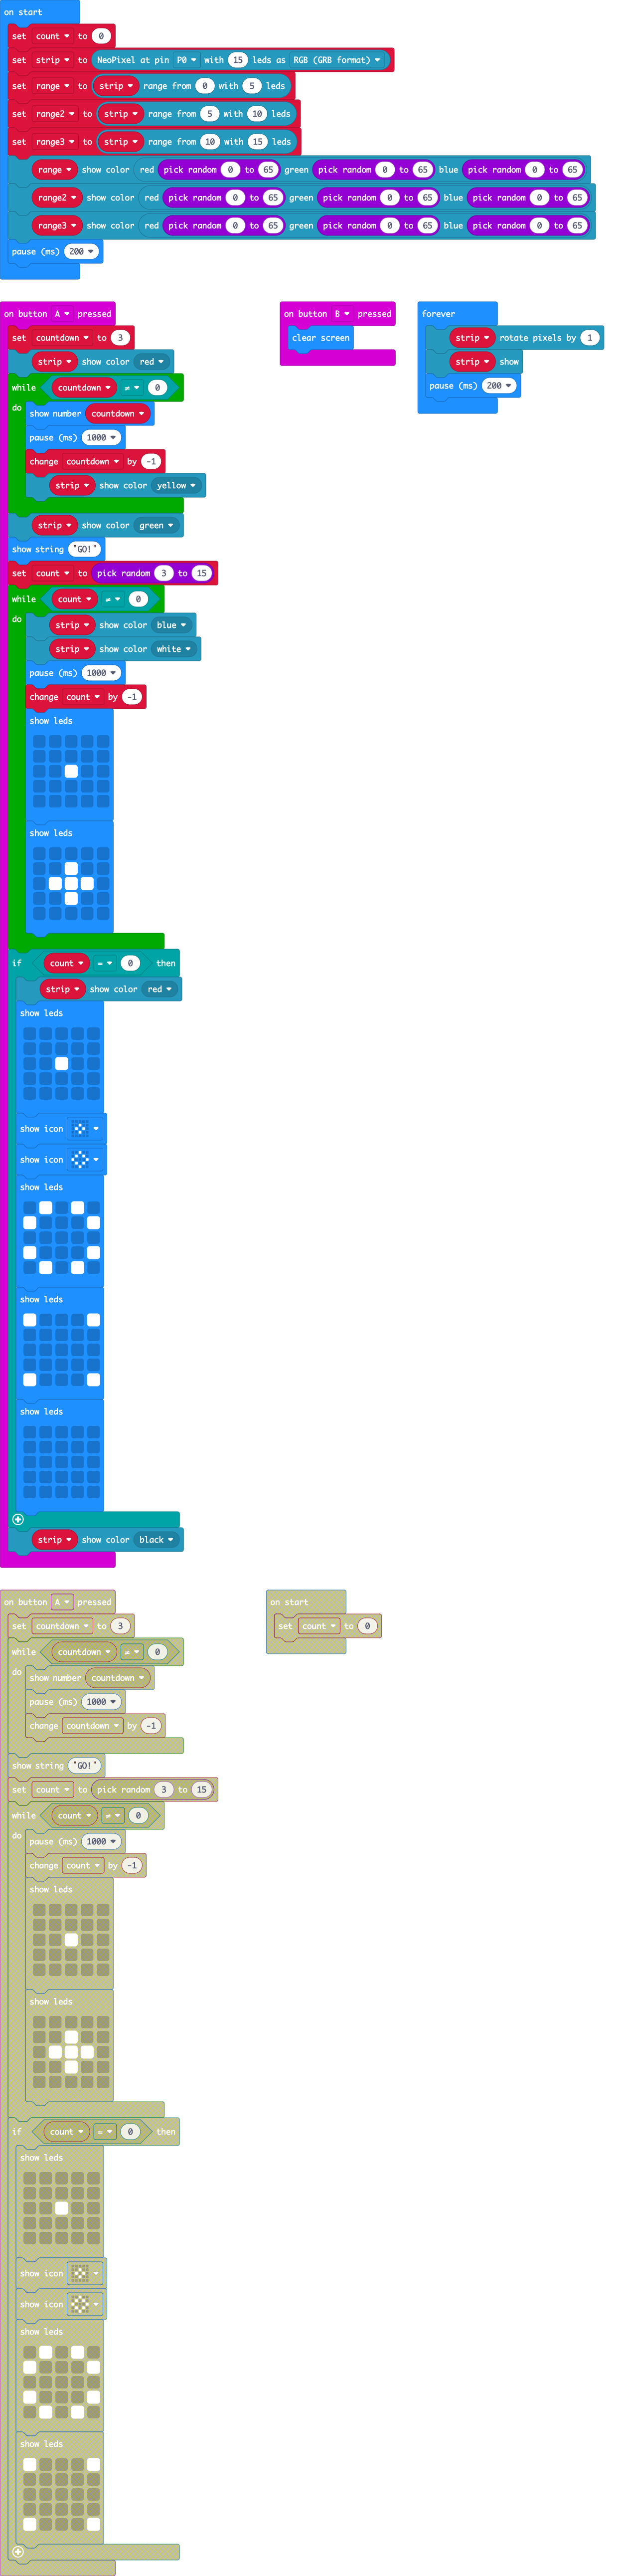 on start
set count to 0
set strip to NeoPixel at pin P0 with 15 leds as RGB (GRB format)
set range to strip range from 0 with 5 leds
set range2 to strip range from 5 with 10 leds
set range3 to strip range from 10 with 15 leds
range show color red pick random 0 to 65 green pick random 0 to 65 blue pick random 0 to 65
range2 show color red pick random 0 to 65 green pick random 0 to 65 blue pick random 0 to 65
range3 show color red pick random 0 to 65 green pick random 0 to 65 blue pick random 0 to 65
pause (ms) 200
on button A pressed
set countdown to 3
strip show color red
while countdown ≠ 0
do
show number countdown
pause (ms) 1000
change countdown by -1
strip show color yellow
strip show color green
show string "GO!"
set count to pick random 3 to 15
while count ≠ 0
do
strip show color blue
strip show color white
pause (ms) 1000
change count by -1
show leds
show leds
if count = 0 then
strip show color red
show leds
show icon
show icon
show leds
show leds
show leds
strip show color black
on button B pressed
clear screen
forever
strip rotate pixels by 1
strip show
pause (ms) 200
on button A pressed
set countdown to 3
while countdown ≠ 0
do
show number countdown
pause (ms) 1000
change countdown by -1
show string "GO!"
set count to pick random 3 to 15
while count ≠ 0
do
pause (ms) 1000
change count by -1
show leds
show leds
if count = 0 then
show leds
show icon
show icon
show leds
show leds
on start
set count to 0